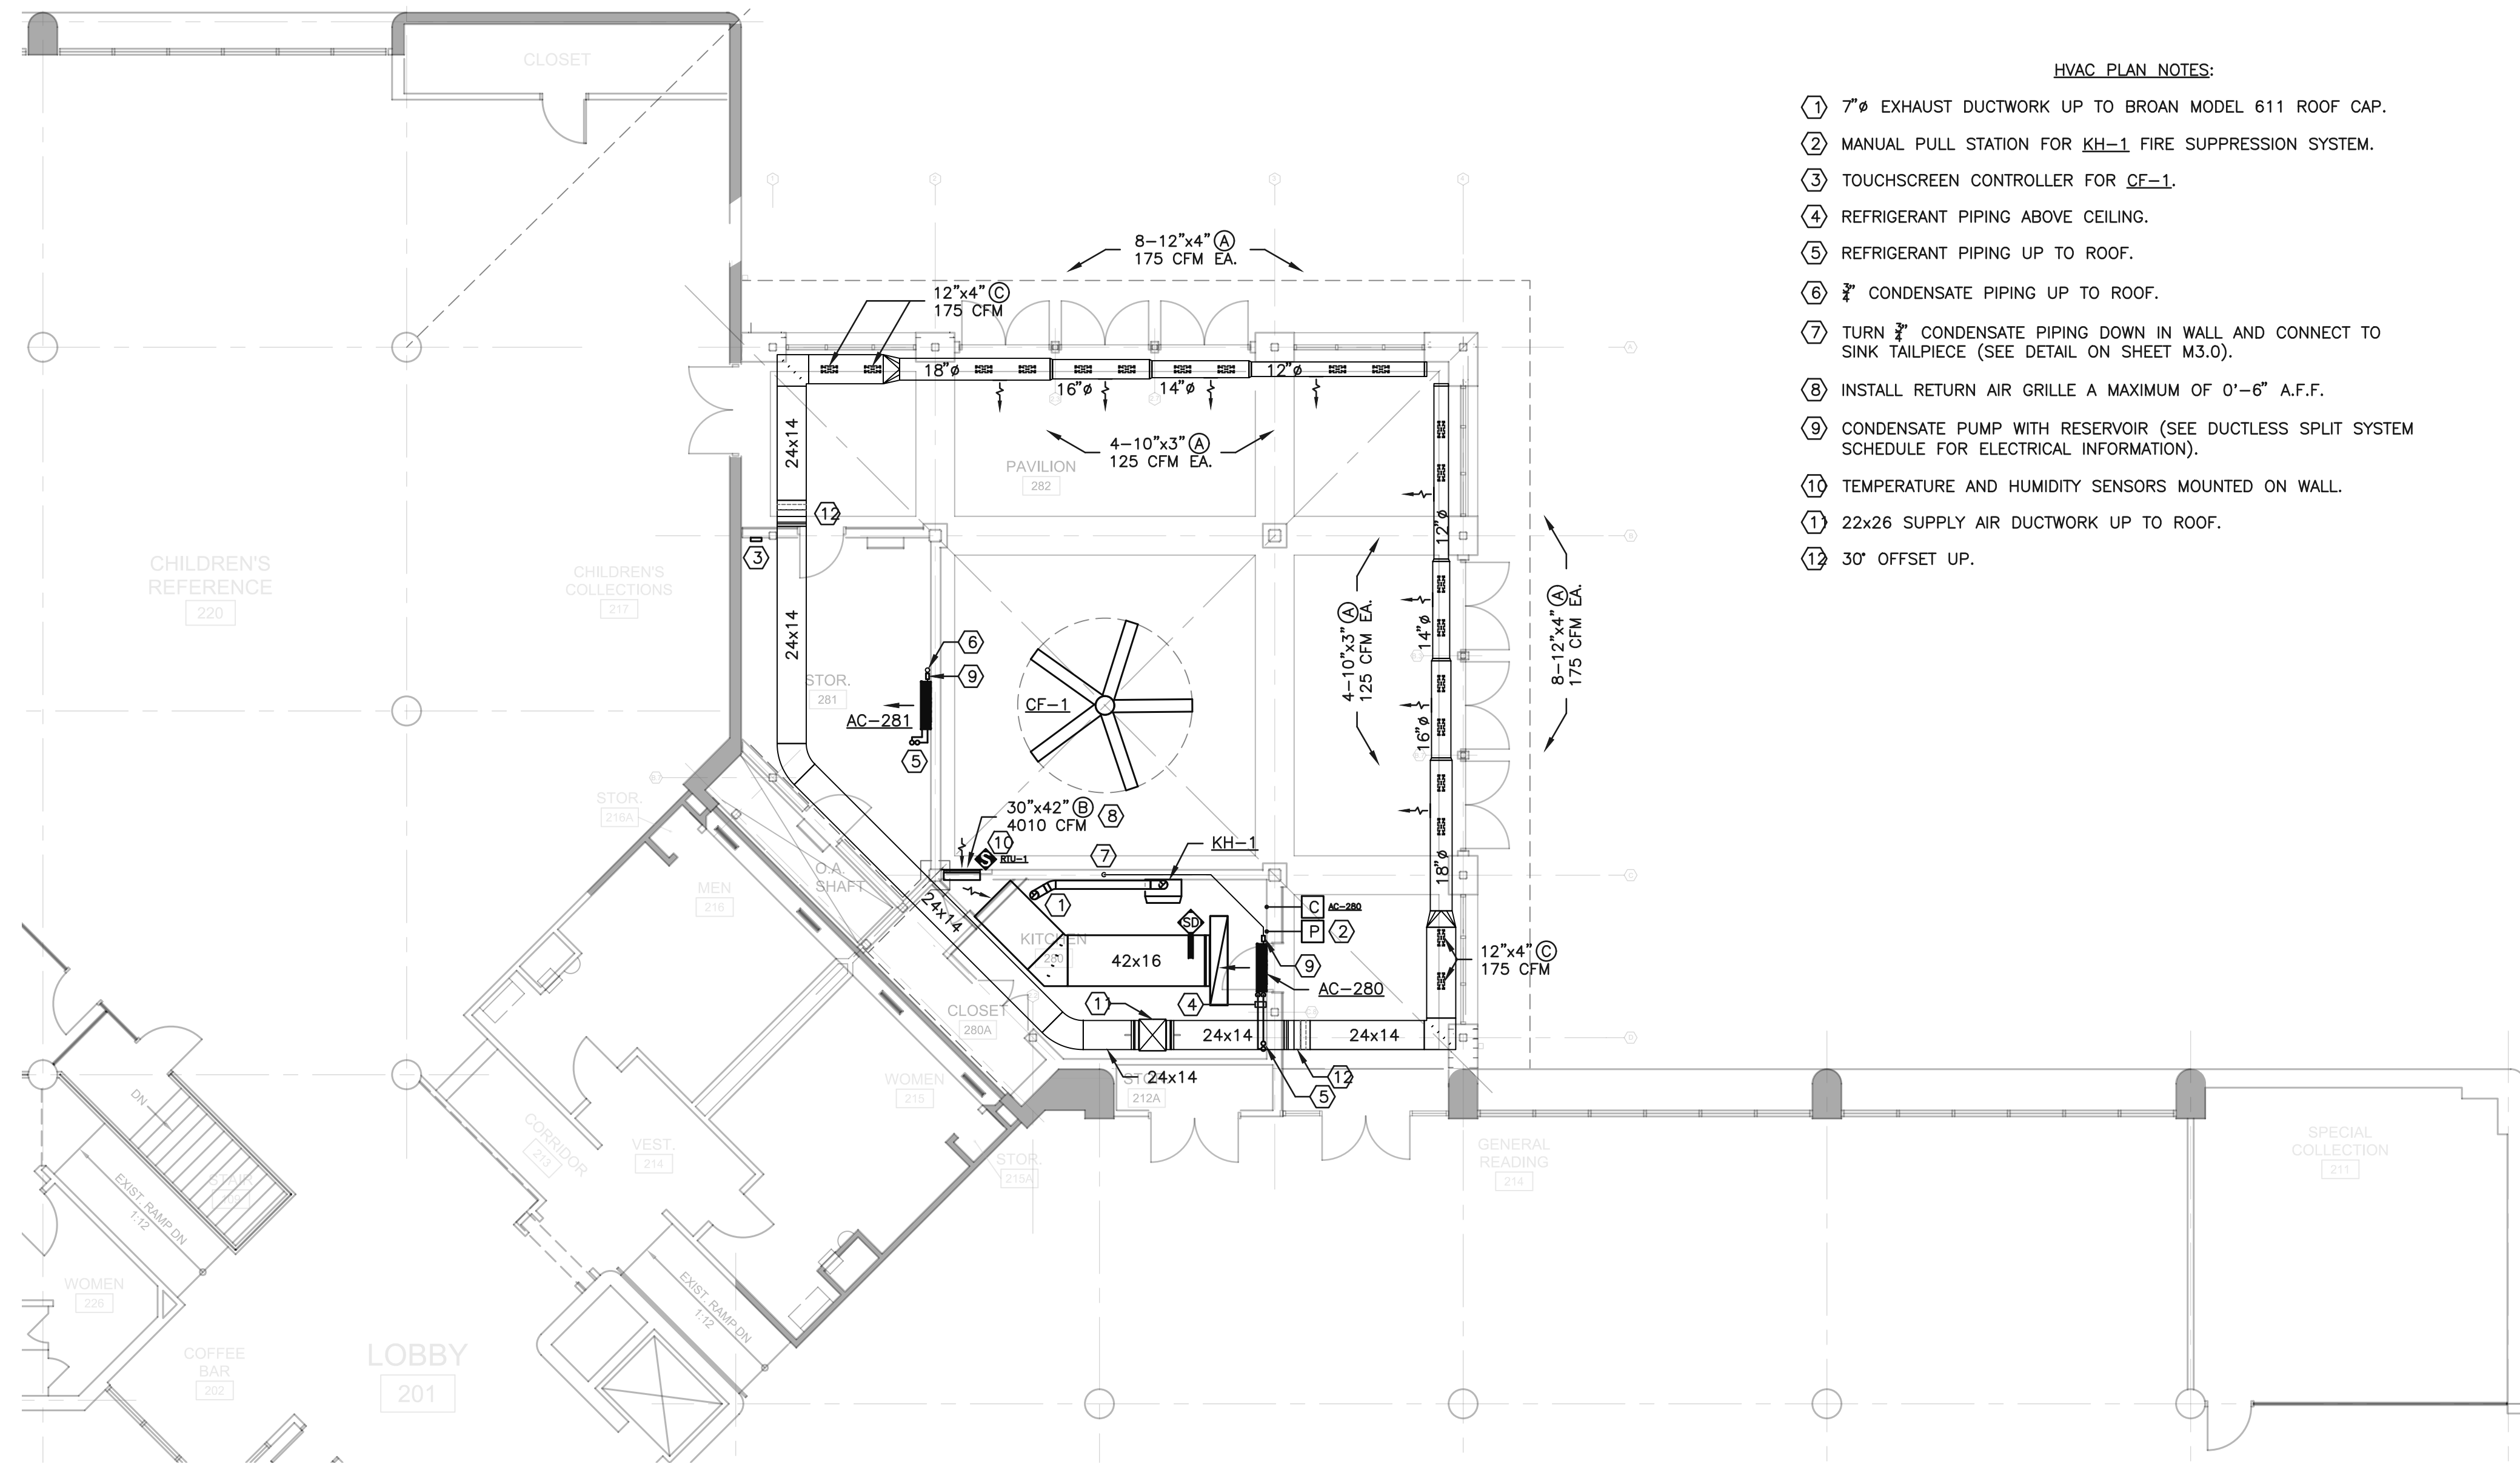 HVAC PLAN NOTES:
1 7"ø EXHAUST DUCTWORK UP TO BROAN MODEL 611 ROOF CAP.
2 MANUAL PULL STATION FOR KH-1 FIRE SUPPRESSION SYSTEM.
3 TOUCHSCREEN CONTROLLER FOR CF-1.
4 REFRIGERANT PIPING ABOVE CEILING.
5 REFRIGERANT PIPING UP TO ROOF.
6 3/4" CONDENSATE PIPING UP TO ROOF.
7 TURN 3/4" CONDENSATE PIPING DOWN IN WALL AND CONNECT TO
SINK TAILPIECE (SEE DETAIL ON SHEET M3.0).
8 INSTALL RETURN AIR GRILLE A MAXIMUM OF 0'-6" A.F.F.
9 CONDENSATE PUMP WITH RESERVOIR (SEE DUCTLESS SPLIT SYSTEM
SCHEDULE FOR ELECTRICAL INFORMATION).
10 TEMPERATURE AND HUMIDITY SENSORS MOUNTED ON WALL.
11 22x26 SUPPLY AIR DUCTWORK UP TO ROOF.
12 30° OFFSET UP.
CLOSET
1
2
3
4
8-12"x4" A
175 CFM EA.
12"x4" C
175 CFM
18"ø
16"ø
14"ø
12"ø
A
4-10"x3" A
125 CFM EA.
PAVILION
282
24x14
12
3
B
CHILDREN'S
REFERENCE
220
CHILDREN'S
COLLECTIONS
217
24x14
6
9
STOR.
281
AC-281
5
CF-1
12"ø
14"ø
16"ø
18"ø
4-10"x3" A
125 CFM EA.
8-12"x4" A
175 CFM EA.
STOR.
216A
30"x42" B
4010 CFM
8
10
S
RTU-1
7
KH-1
C
MEN
216
O.A.
SHAFT
24x14
1
SD
C
AC-280
P
2
KITCHEN
280
42x16
9
AC-280
12"x4" C
175 CFM
CLOSET
280A
11
4
24x14
24x14
D
24x14
12
5
STOR.
212A
WOMEN
215
DN
STAIR
EXIST. RAMP DN
1:12
CORRIDOR
213
VEST.
214
STOR.
215A
GENERAL
READING
214
SPECIAL
COLLECTION
211
WOMEN
226
EXIST. RAMP DN
1:12
COFFEE
BAR
202
LOBBY
201